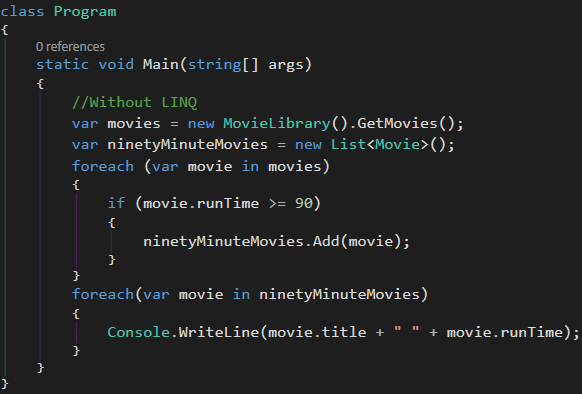 class Program
{
0 references
static void Main(string[] args)
{
//Without LINQ
var movies = new MovieLibrary().GetMovies();
var ninetyMinuteMovies = new List<Movie>();
foreach (var movie in movies)
{
if (movie.runTime >= 90)
{
ninetyMinuteMovies.Add(movie);
}
}
foreach(var movie in ninetyMinuteMovies)
{
Console.WriteLine(movie.title + " " + movie.runTime);
}
}
}